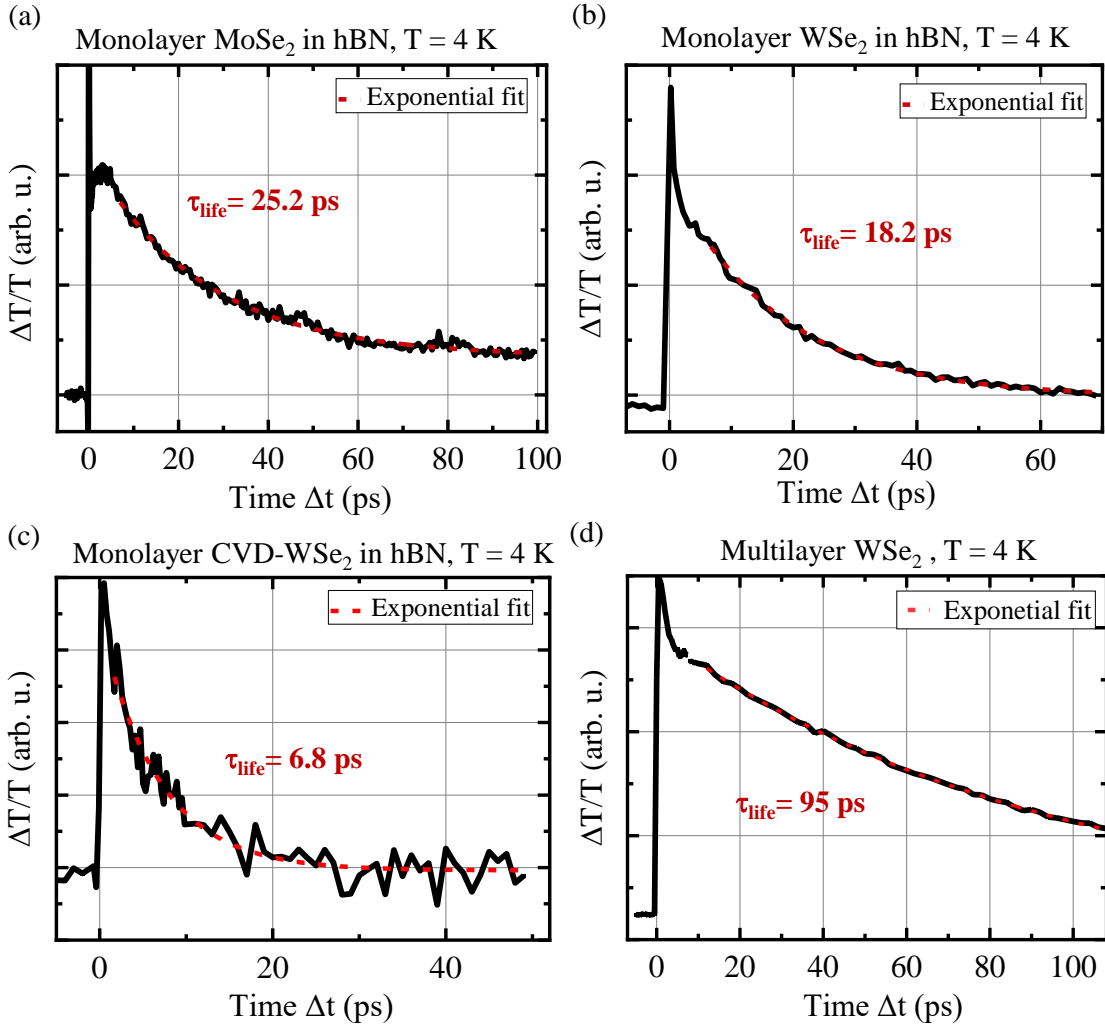 (a)
Monolayer MoSe₂ in hBN, T = 4 K
Exponential fit
τlife= 25.2 ps
ΔT/T (arb. u.)
0 20 40 60 80 100
Time Δt (ps)
(b)
Monolayer WSe₂ in hBN, T = 4 K
Exponential fit
τlife= 18.2 ps
ΔT/T (arb. u.)
0 20 40 60
Time Δt (ps)
(c)
Monolayer CVD-WSe₂ in hBN, T = 4 K
Exponential fit
τlife= 6.8 ps
ΔT/T (arb. u.)
0 20 40
Time Δt (ps)
(d)
Multilayer WSe₂ , T = 4 K
Exponetial fit
τlife= 95 ps
ΔT/T (arb. u.)
0 20 40 60 80 100
Time Δt (ps)